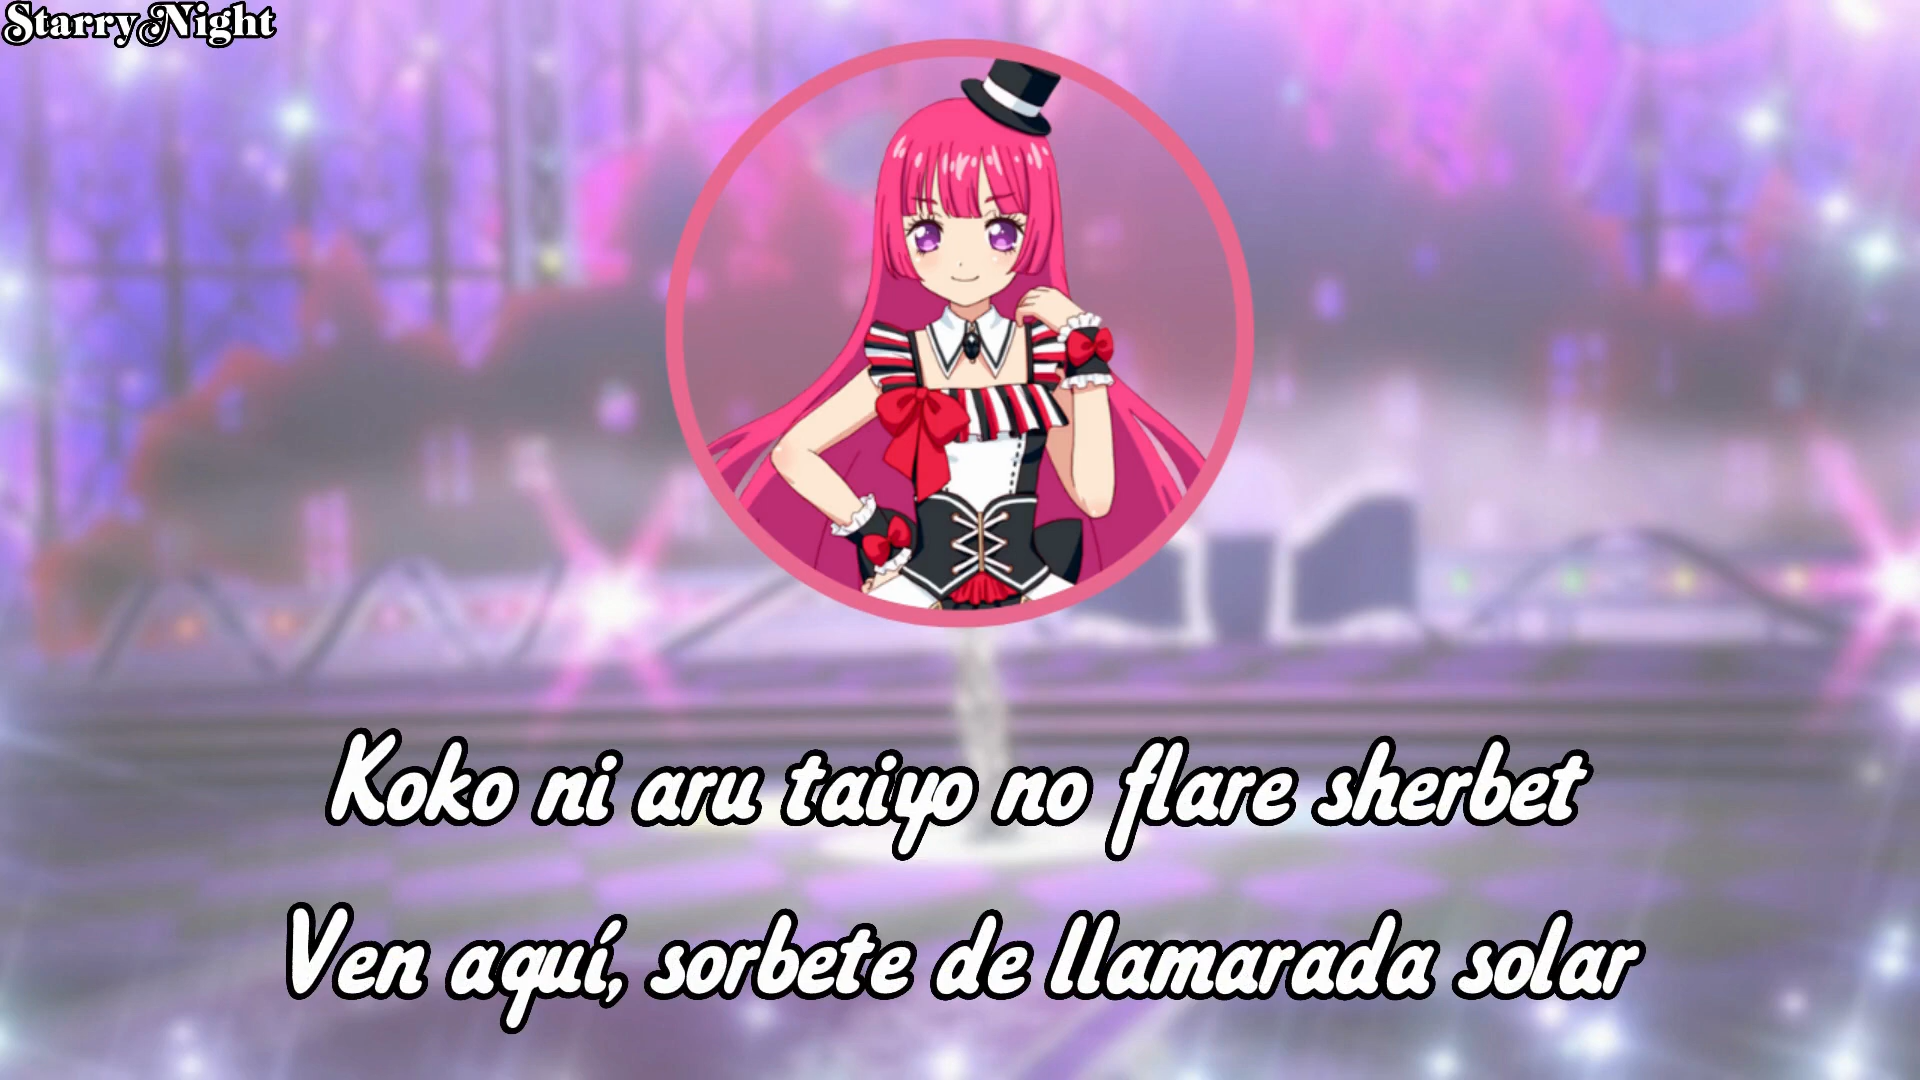 StarryNight
Koko ni aru taiyo no flare sherbet
Ven aquí, sorbete de llamarada solar